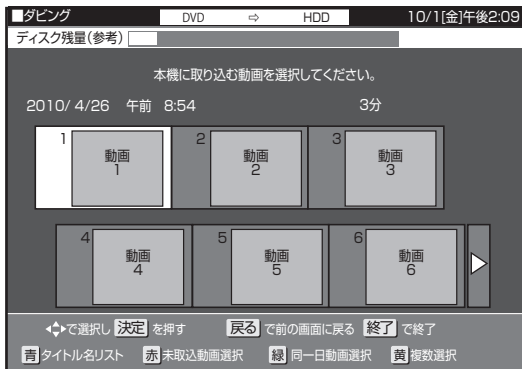 ■ダビング DVD ⇨ HDD 10/1[金]午後2:09
ディスク残量(参考)
本機に取り込む動画を選択してください。
2010/ 4/26 午前 8:54 3分
1 動画1 2 動画2 3 動画3
4 動画4 5 動画5 6 動画6
で選択し 決定 を押す 戻る で前の画面に戻る 終了 で終了
青 タイトル名リスト 赤 未取込動画選択 緑 同一日動画選択 黄 複数選択